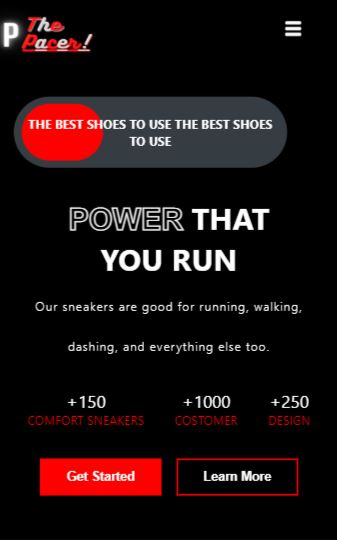 P The
Pacer!
THE BEST SHOES TO USE THE BEST SHOES
TO USE
POWER THAT
YOU RUN
Our sneakers are good for running, walking,
dashing, and everything else too.
+150 +1000 +250
COMFORT SNEAKERS COSTOMER DESIGN
Get Started Learn More